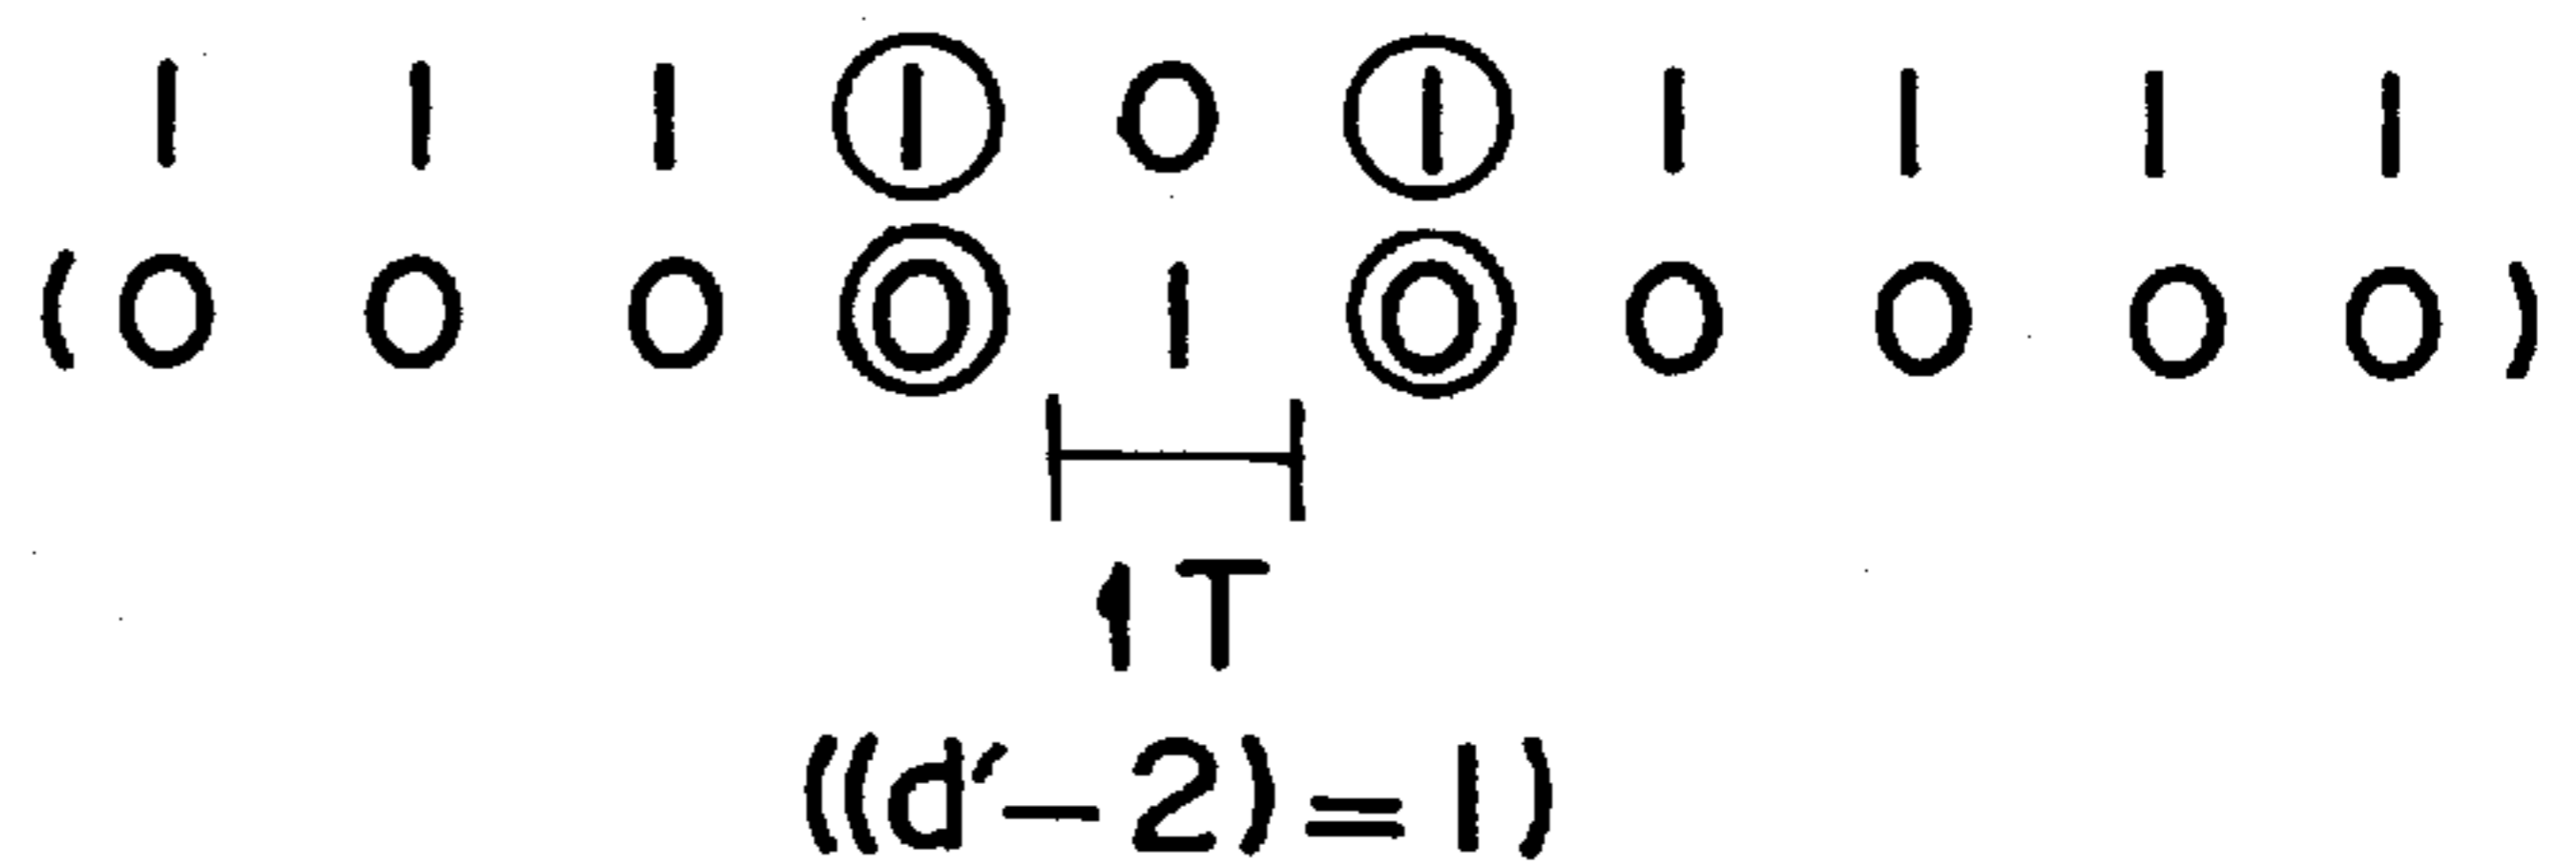 1 1 1 1 0 1 1 1 1 1
(0 0 0 0 1 0 0 0 0 0)
1T
((d′-2)=1)